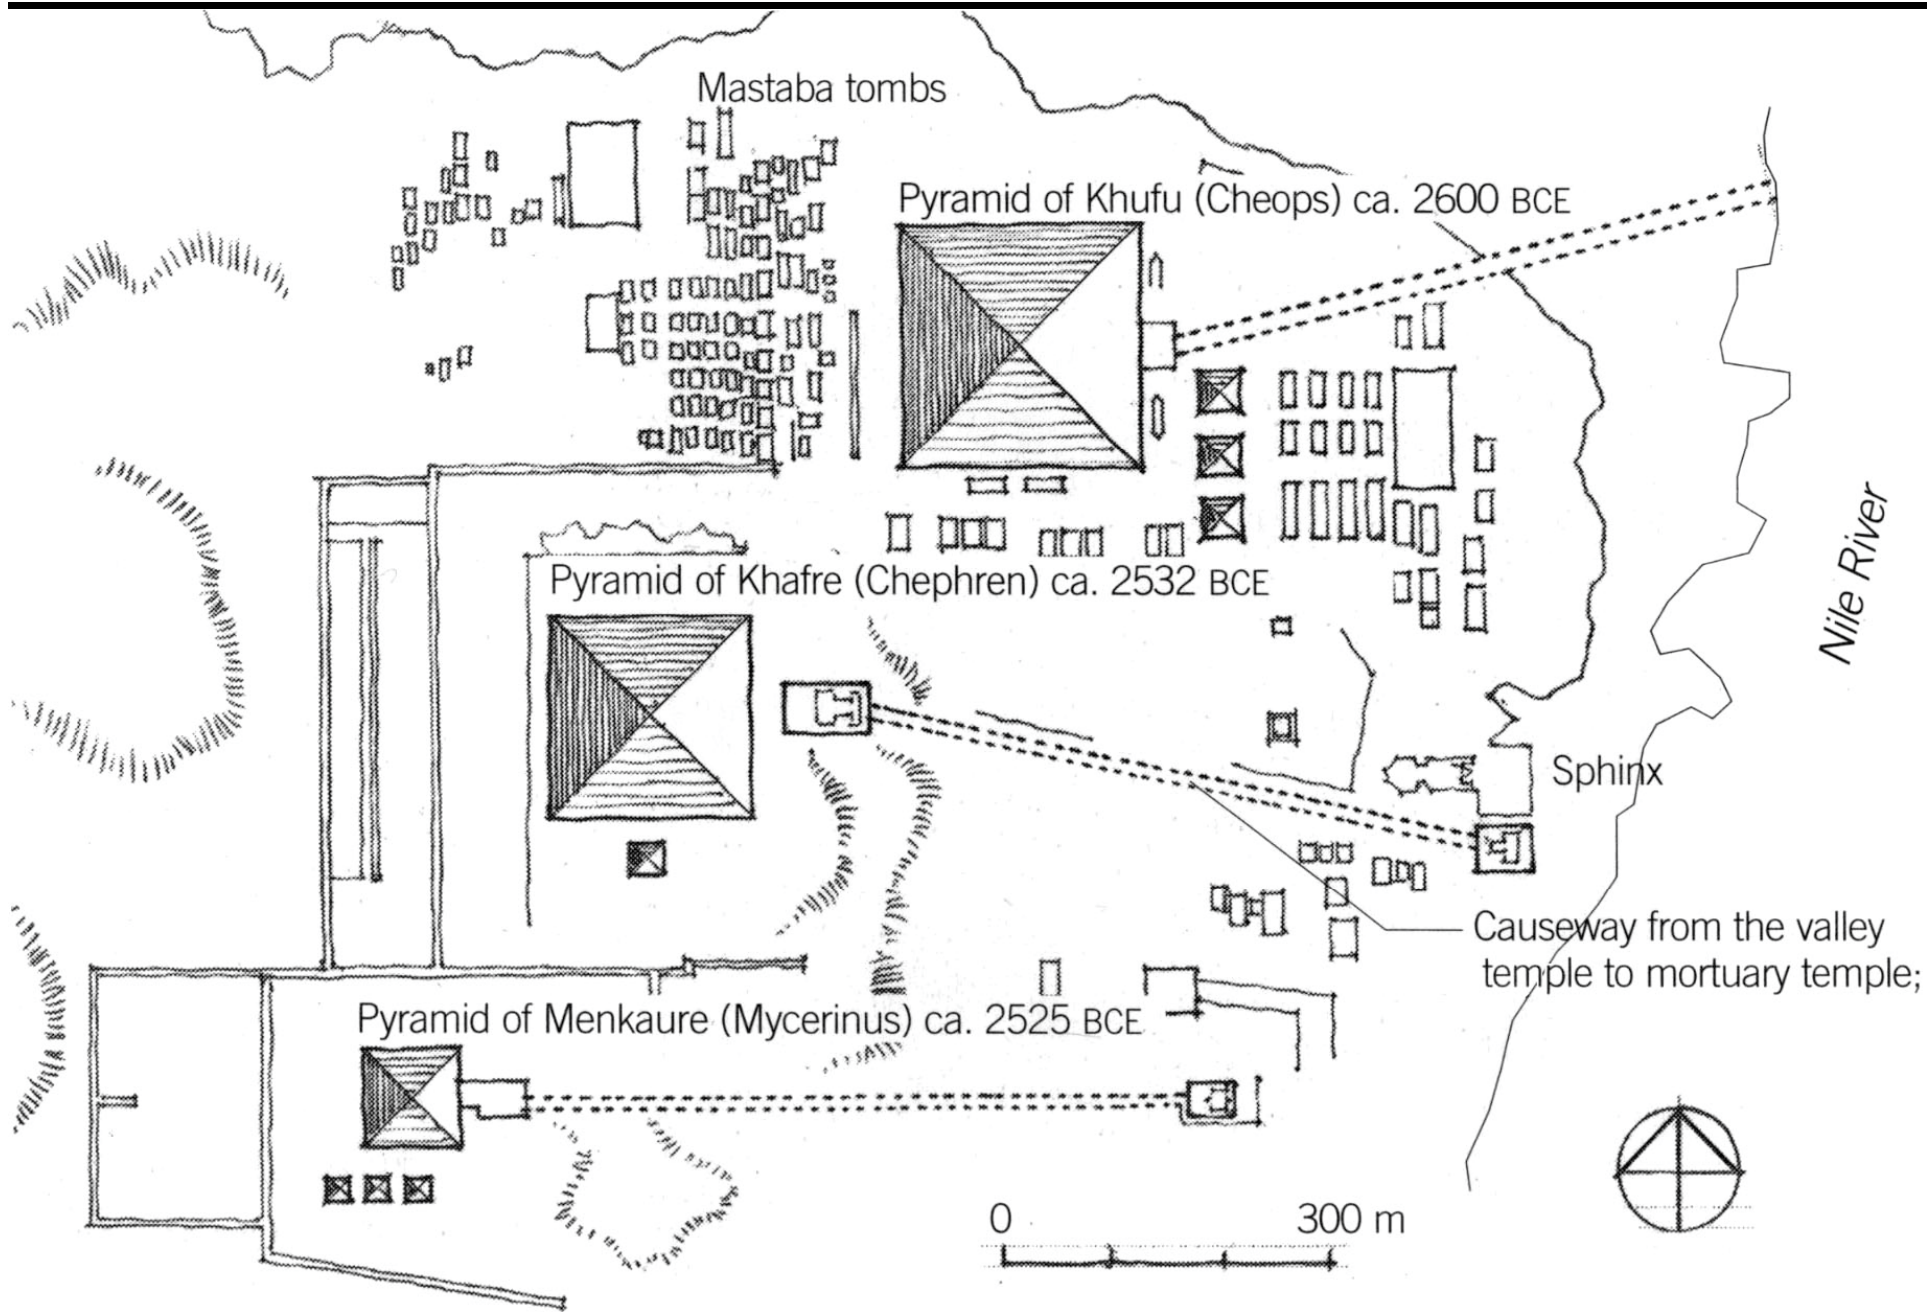 Mastaba tombs
Pyramid of Khufu (Cheops) ca. 2600 BCE
Pyramid of Khafre (Chephren) ca. 2532 BCE
Nile River
Sphinx
Causeway from the valley
temple to mortuary temple;
Pyramid of Menkaure (Mycerinus) ca. 2525 BCE
0 300 m